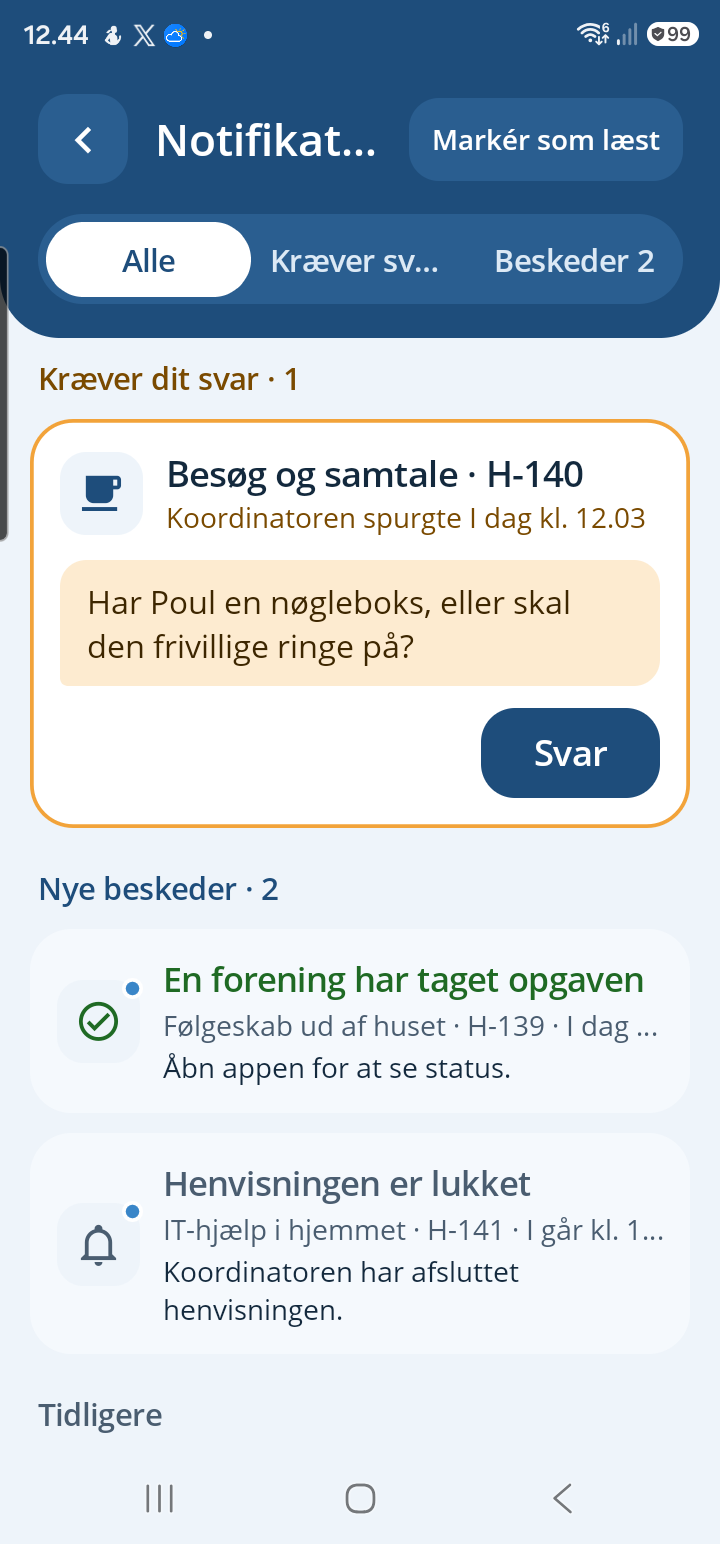 12.44
6
99
Notifikat...
Markér som læst
Alle
Kræver sv...
Beskeder 2
Kræver dit svar · 1
Besøg og samtale · H-140
Koordinatoren spurgte I dag kl. 12.03
Har Poul en nøgleboks, eller skal
den frivillige ringe på?
Svar
Nye beskeder · 2
En forening har taget opgaven
Følgeskab ud af huset · H-139 · I dag ...
Åbn appen for at se status.
Henvisningen er lukket
IT-hjælp i hjemmet · H-141 · I går kl. 1...
Koordinatoren har afsluttet
henvisningen.
Tidligere